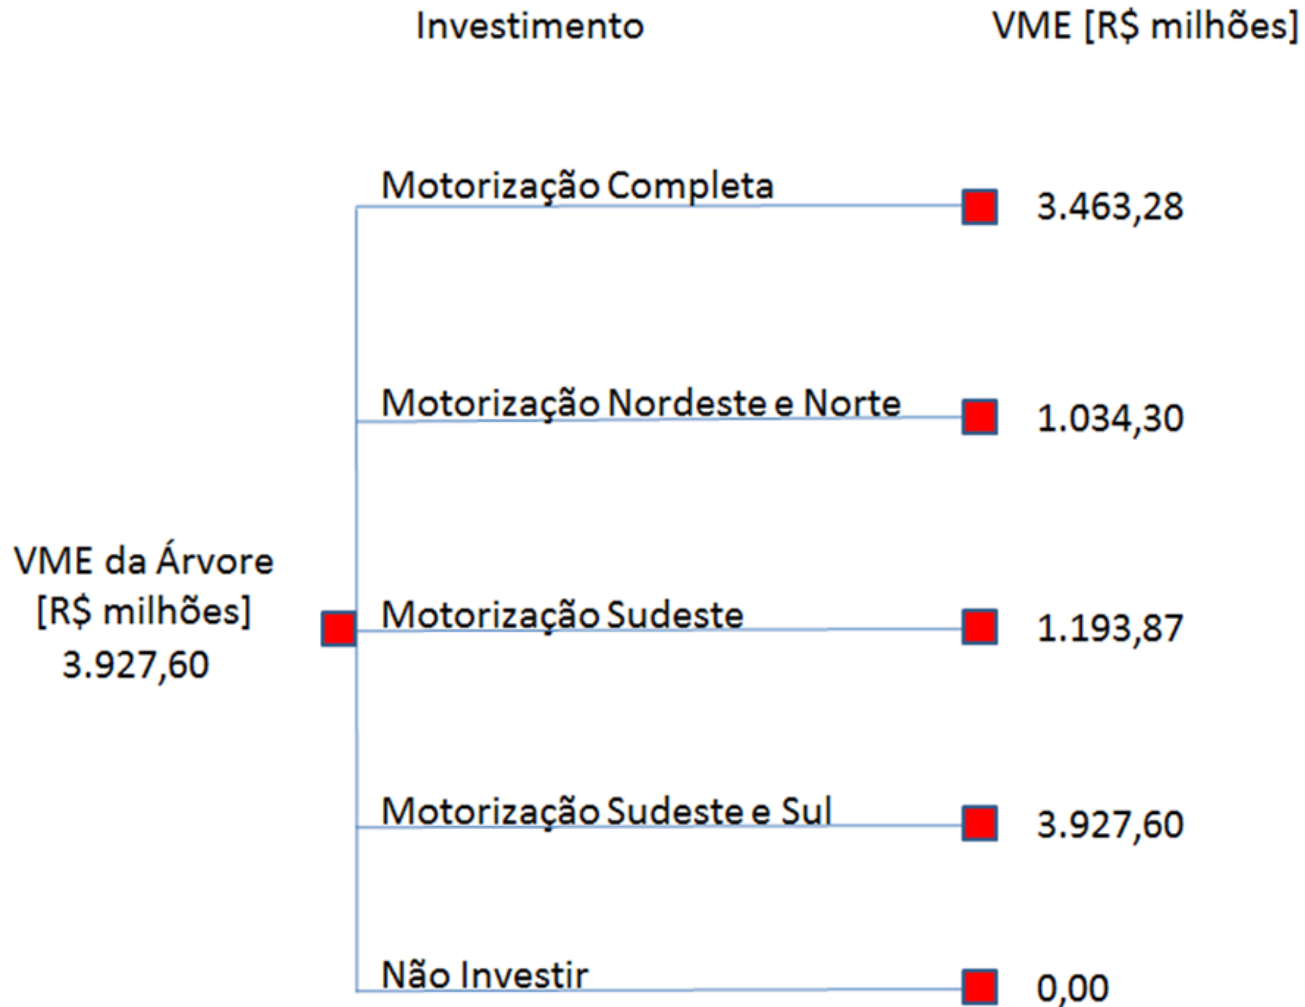 Investimento
VME [R$ milhões]
Motorização Completa
3.463,28
Motorização Nordeste e Norte
1.034,30
VME da Árvore
[R$ milhões]
3.927,60
Motorização Sudeste
1.193,87
Motorização Sudeste e Sul
3.927,60
Não Investir
0,00